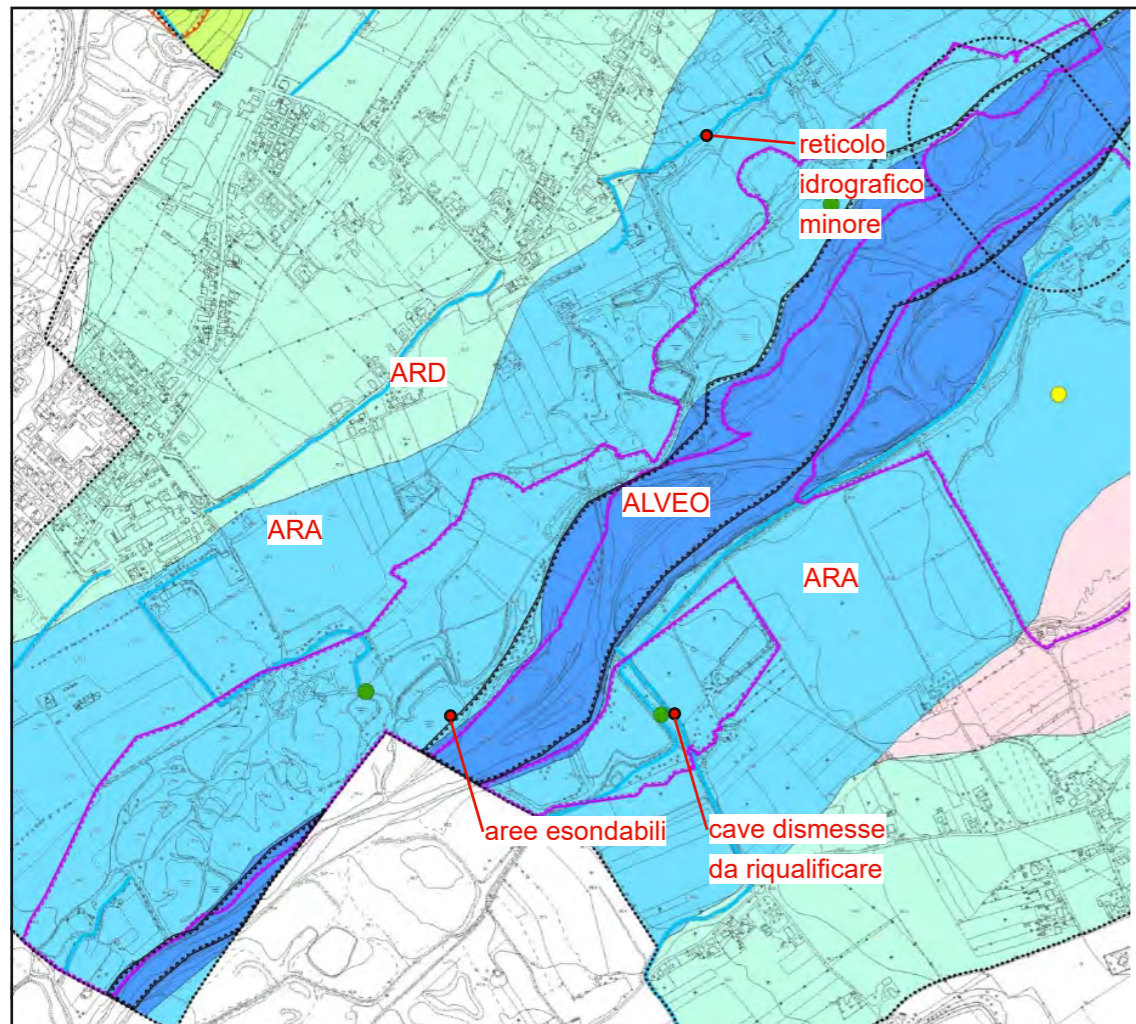 reticolo
idrografico
minore
ARD
ALVEO
ARA
ARA
aree esondabili
cave dismesse
da riqualificare